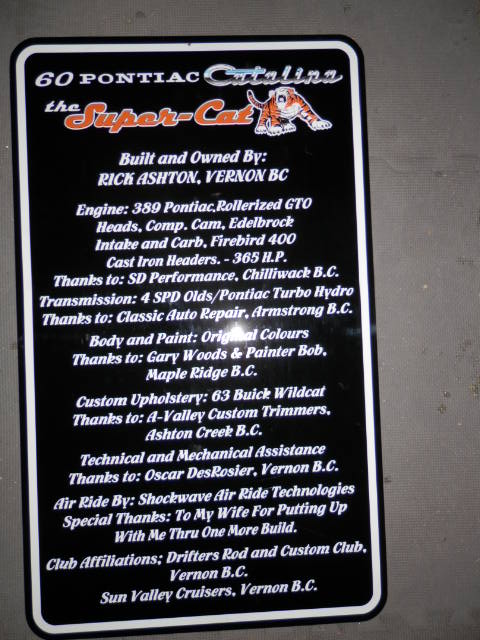 60 PONTIAC Catalina
the Super-Cat
Built and Owned By:
RICK ASHTON, VERNON BC
Engine: 389 Pontiac,Rollerized GTO
Heads, Comp. Cam, Edelbrock
Intake and Carb, Firebird 400
Cast Iron Headers. - 365 H.P.
Thanks to: SD Performance, Chilliwack B.C.
Transmission: 4 SPD Olds/Pontiac Turbo Hydro
Thanks to: Classic Auto Repair, Armstrong B.C.
Body and Paint: Original Colours
Thanks to: Gary Woods & Painter Bob,
Maple Ridge B.C.
Custom Upholstery: 63 Buick Wildcat
Thanks to: A-Valley Custom Trimmers,
Ashton Creek B.C.
Technical and Mechanical Assistance
Thanks to: Oscar DesRosier, Vernon B.C.
Air Ride By: Shockwave Air Ride Technologies
Special Thanks: To My Wife For Putting Up
With Me Thru One More Build.
Club Affiliations; Drifters Rod and Custom Club,
Vernon B.C.
Sun Valley Cruisers, Vernon B.C.